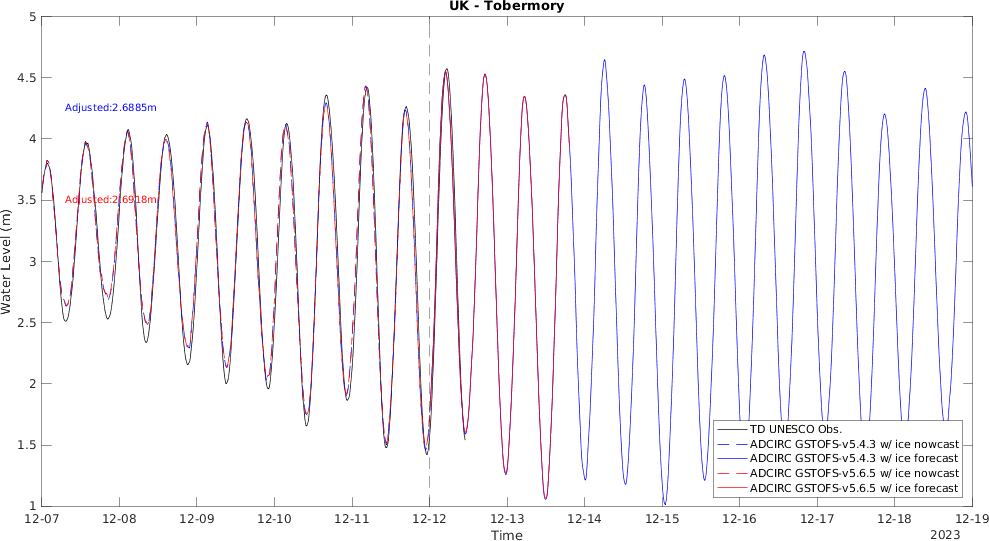 UK - Tobermory
5
4.5
4
3.5
3
2.5
2
1.5
1
Water Level (m)
Adjusted:2.6885m
Adjusted:2.6918m
TD UNESCO Obs.
ADCIRC GSTOFS-v5.4.3 w/ ice nowcast
ADCIRC GSTOFS-v5.4.3 w/ ice forecast
ADCIRC GSTOFS-v5.6.5 w/ ice nowcast
ADCIRC GSTOFS-v5.6.5 w/ ice forecast
12-07 12-08 12-09 12-10 12-11 12-12 12-13 12-14 12-15 12-16 12-17 12-18 12-19
Time
2023